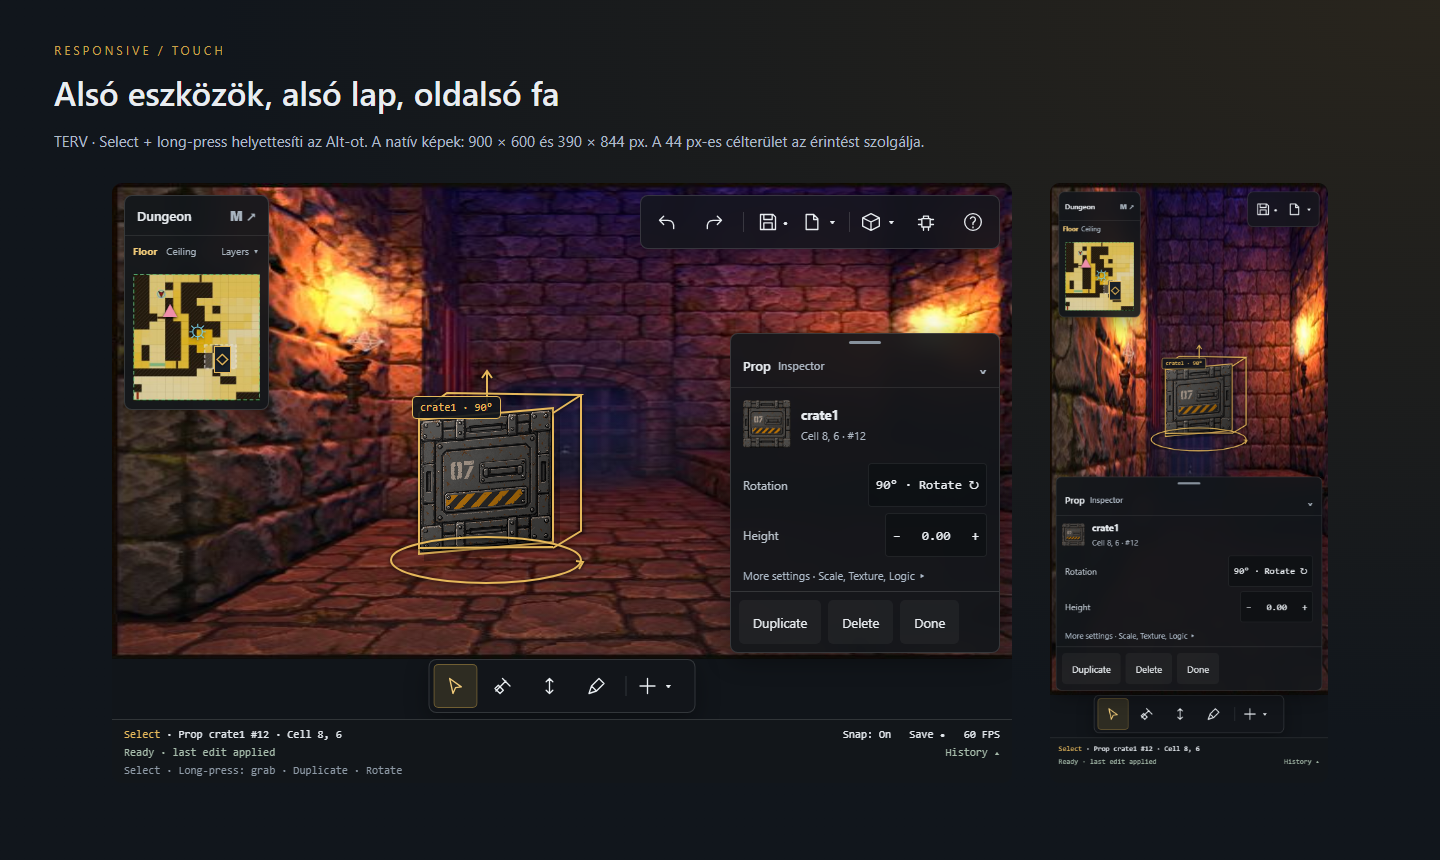 RESPONSIVE / TOUCH
Alsó eszközök, alsó lap, oldalsó fa
TERV · Select + long-press helyettesíti az Alt-ot. A natív képek: 900 × 600 és 390 × 844 px. A 44 px-es célterület az érintést szolgálja.
Dungeon M ↗
Floor Ceiling Layers ▾
crate1 · 90°
07
Prop Inspector
crate1
Cell 8, 6 · #12
07
Rotation 90° · Rotate ↻
Height − 0.00 +
More settings · Scale, Texture, Logic ▸
Duplicate Delete Done
Select · Prop crate1 #12 · Cell 8, 6
Ready · last edit applied
Select · Long-press: grab · Duplicate · Rotate
Snap: On Save • 60 FPS
History ▴
Dungeon M ↗
Floor Ceiling
crate1 · 90°
07
Prop Inspector
crate1
Cell 8, 6 · #12
Rotation 90° · Rotate ↻
Height − 0.00 +
More settings · Scale, Texture, Logic ▸
Duplicate Delete Done
Select · Prop crate1 #12 · Cell 8, 6
Ready · last edit applied
History ▴